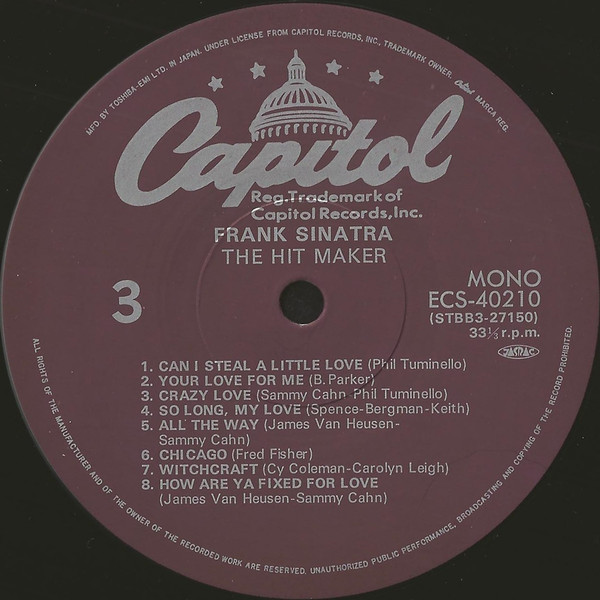 MFD. BY TOSHIBA-EMI LTD. IN JAPAN. UNDER LICENSE FROM CAPITOL RECORDS, INC., TRADEMARK OWNER. Capitol MARCA REG.
Capitol
Reg. Trademark of
Capitol Records, Inc.
FRANK SINATRA
THE HIT MAKER
3
MONO
ECS-40210
(STBB3-27150)
33⅓ r.p.m.
JASRAC
1. CAN I STEAL A LITTLE LOVE (Phil Tuminello)
2. YOUR LOVE FOR ME (B. Parker)
3. CRAZY LOVE (Sammy Cahn Phil Tuminello)
4. SO LONG, MY LOVE (Spence-Bergman-Keith)
5. ALL THE WAY (James Van Heusen-
Sammy Cahn)
6. CHICAGO (Fred Fisher)
7. WITCHCRAFT (Cy Coleman-Carolyn Leigh)
8. HOW ARE YA FIXED FOR LOVE
(James Van Heusen-Sammy Cahn)
ALL RIGHTS OF THE MANUFACTURER AND OF THE OWNER OF THE RECORDED WORK ARE RESERVED. UNAUTHORIZED PUBLIC PERFORMANCE, BROADCASTING AND COPYING OF THE RECORD PROHIBITED.